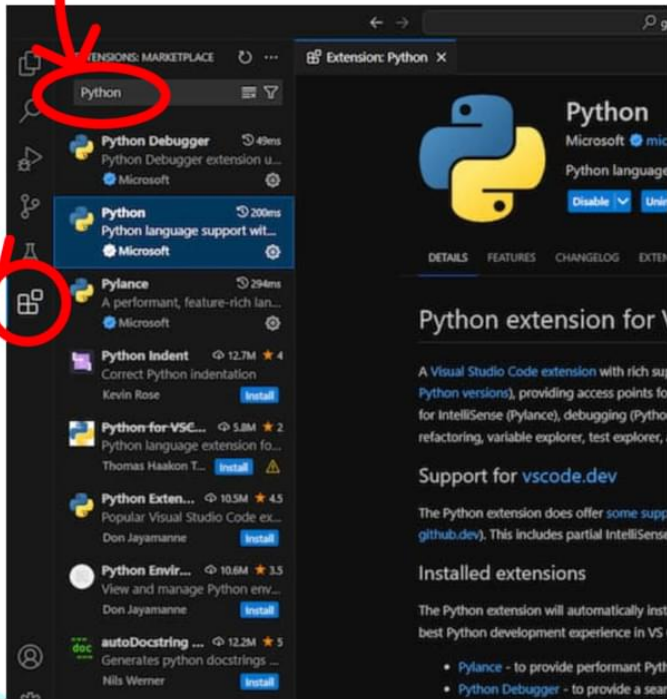 EXTENSIONS: MARKETPLACE
Python
Python Debugger 49ms
Python Debugger extension u...
Microsoft
Python 200ms
Python language support wit...
Microsoft
Pylance 294ms
A performant, feature-rich lan...
Microsoft
Python Indent 12.7M ★ 4
Correct Python indentation
Kevin Rose Install
Python for VSC... 5.8M ★ 2
Python language extension fo...
Thomas Haakon T... Install
Python Exten... 10.5M ★ 4.5
Popular Visual Studio Code ex...
Don Jayamanne Install
Python Envir... 10.6M ★ 3.5
View and manage Python env...
Don Jayamanne Install
autoDocstring ... 12.2M ★ 5
Generates python docstrings ...
Nils Werner Install
Extension: Python
Python
Microsoft
Python language
Disable
DETAILS FEATURES CHANGELOG
Python extension for
A Visual Studio Code extension with rich
Python versions), providing access points
for IntelliSense (Pylance), debugging
refactoring, variable explorer, test explorer,
Support for vscode.dev
The Python extension does offer some
github.dev). This includes partial
Installed extensions
The Python extension will automatically
best Python development experience in VS
• Pylance - to provide performant
• Python Debugger - to provide a